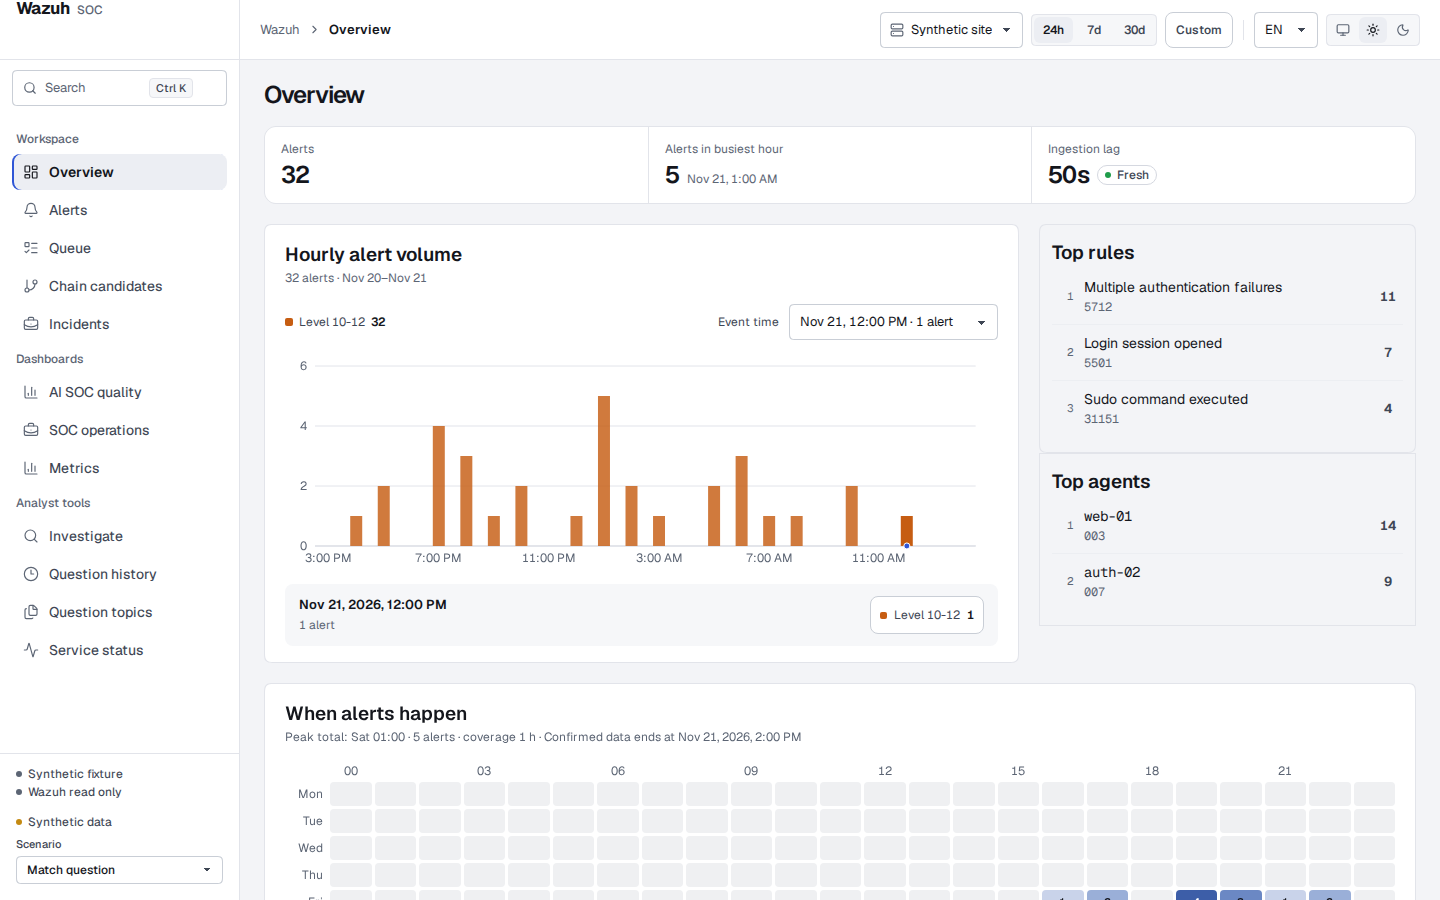 Wazuh SOC
Wazuh > Overview
Synthetic site
24h 7d 30d
Custom
EN
Search Ctrl K
Workspace
Overview
Alerts
Queue
Chain candidates
Incidents
Dashboards
AI SOC quality
SOC operations
Metrics
Analyst tools
Investigate
Question history
Question topics
Service status
Synthetic fixture
Wazuh read only
Synthetic data
Scenario
Match question
Overview
Alerts
32
Alerts in busiest hour
5 Nov 21, 1:00 AM
Ingestion lag
50s Fresh
Hourly alert volume
32 alerts · Nov 20–Nov 21
Level 10-12 32
Event time Nov 21, 12:00 PM · 1 alert
6
4
2
0
3:00 PM 7:00 PM 11:00 PM 3:00 AM 7:00 AM 11:00 AM
Nov 21, 2026, 12:00 PM
1 alert
Level 10-12 1
Top rules
1 Multiple authentication failures 11
5712
2 Login session opened 7
5501
3 Sudo command executed 4
31151
Top agents
1 web-01 14
003
2 auth-02 9
007
When alerts happen
Peak total: Sat 01:00 · 5 alerts · coverage 1 h · Confirmed data ends at Nov 21, 2026, 2:00 PM
00 03 06 09 12 15 18 21
Mon
Tue
Wed
Thu